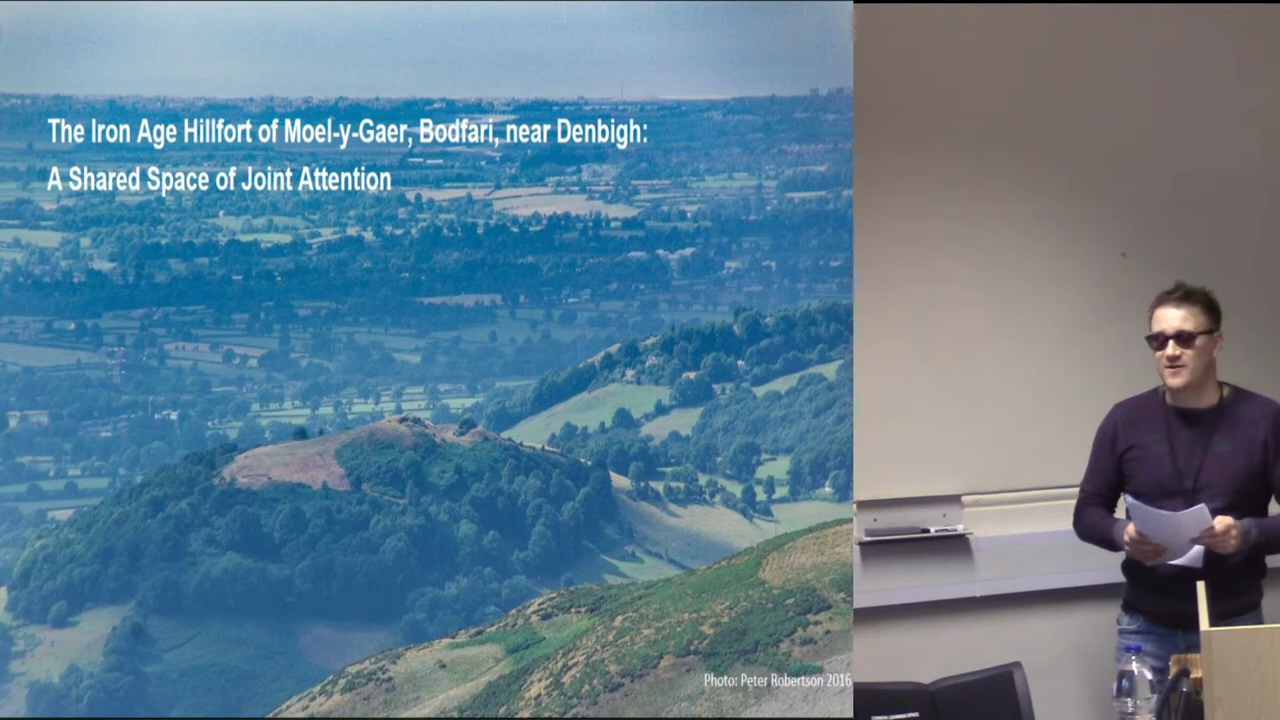 The Iron Age Hillfort of Moel-y-Gaer, Bodfari, near Denbigh:
A Shared Space of Joint Attention
Photo: Peter Robertson 2016